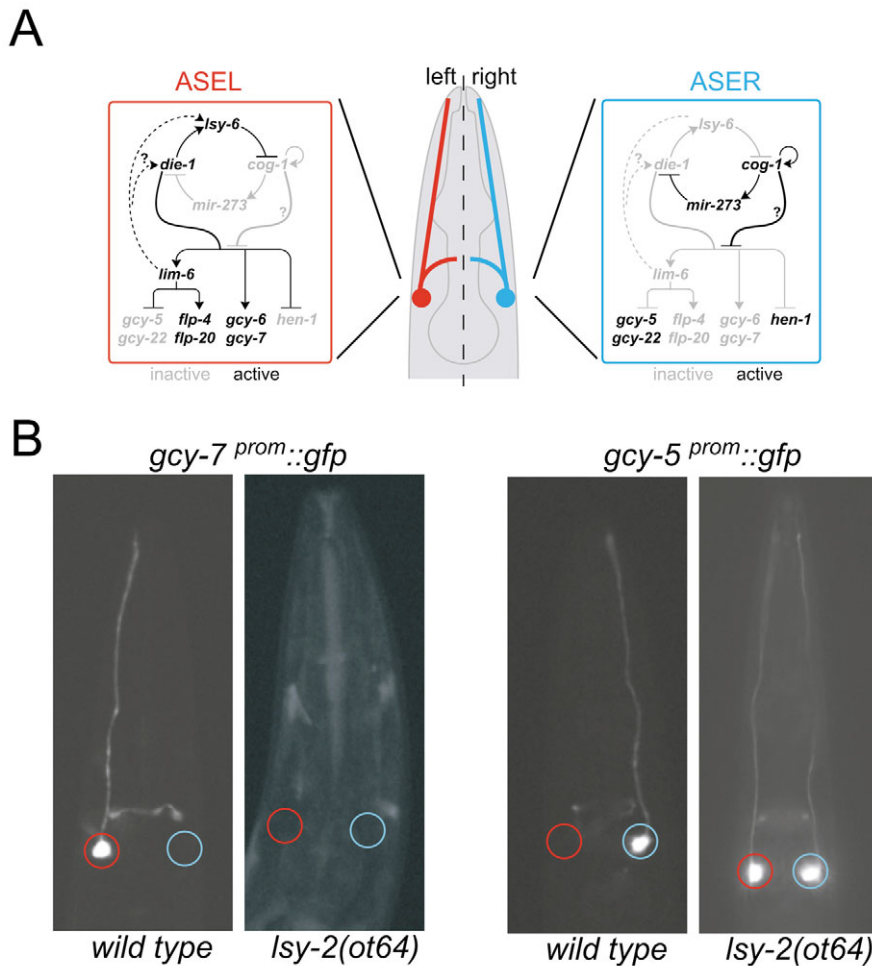 A
ASEL
left right
ASER
lsy-6
?
die-1
cog-1
mir-273
?
lim-6
gcy-5
gcy-22
flp-4
flp-20
gcy-6
gcy-7
hen-1
inactive active
lsy-6
?
die-1
cog-1
mir-273
?
lim-6
gcy-5
gcy-22
flp-4
flp-20
gcy-6
gcy-7
hen-1
inactive active
B
gcy-7 prom::gfp
gcy-5 prom::gfp
wild type
lsy-2(ot64)
wild type
lsy-2(ot64)